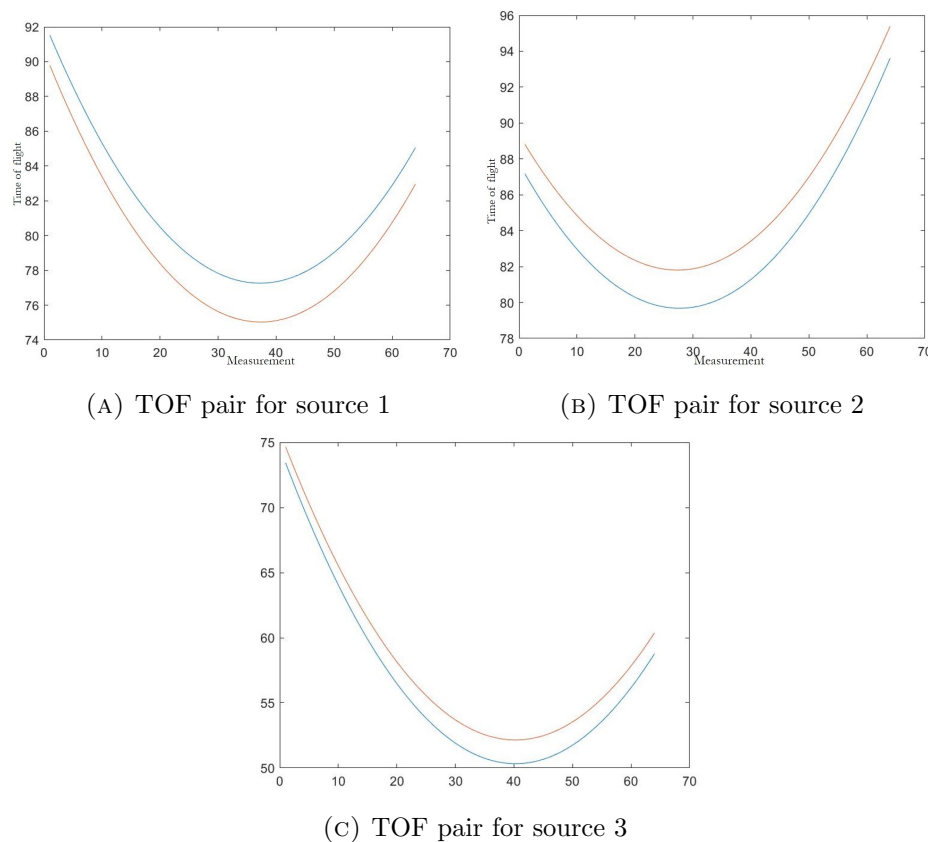 92
90
88
86
84
82
80
78
76
74
Time of flight
0 10 20 30 40 50 60 70
Measurement
96
94
92
90
88
86
84
82
80
78
Time of flight
0 10 20 30 40 50 60 70
Measurement
(A) TOF pair for source 1
(B) TOF pair for source 2
75
70
65
60
55
50
0 10 20 30 40 50 60 70
(C) TOF pair for source 3